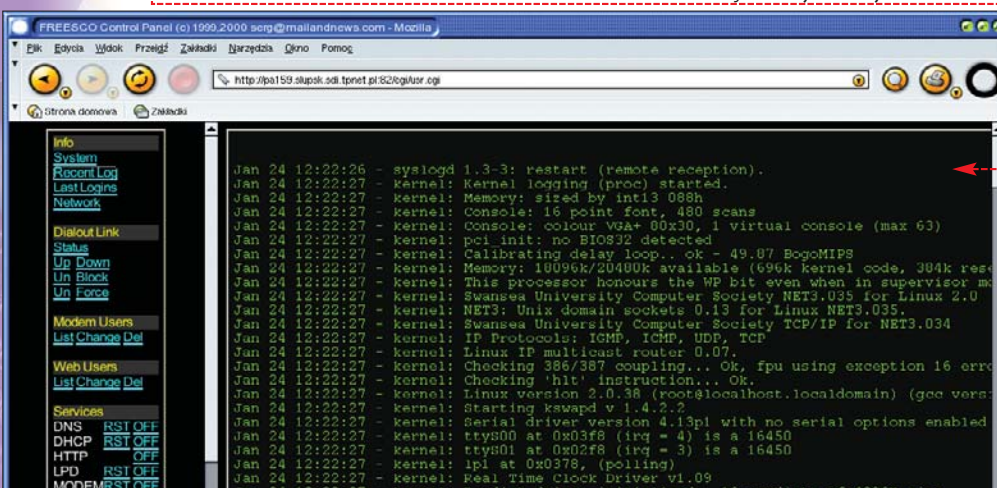 FREESCO Control Panel (c) 1999,2000 serg@mailandnews.com - Mozilla
Plik Edycja Widok Przejdź Zakładki Narzędzia Okno Pomoc
http://pa159.slupsk.sdi.tpnet.pl:82/cgi/usr.cgi
Strona domowa Zakładki
Info
System
Recent Log
Last Logins
Network
Dialout Link
Status
Up Down
Un Block
Un Force
Modem Users
List Change Del
Web Users
List Change Del
Services
DNS RST OFF
DHCP RST OFF
HTTP OFF
LPD RST OFF
MODEM RST OFF
Jan 24 12:22:26 - syslogd 1.3-3: restart (remote reception).
Jan 24 12:22:27 - kernel: Kernel logging (proc) started.
Jan 24 12:22:27 - kernel: Memory: sized by int13 088h
Jan 24 12:22:27 - kernel: Console: 16 point font, 480 scans
Jan 24 12:22:27 - kernel: Console: colour VGA+ 80x30, 1 virtual console (max 63)
Jan 24 12:22:27 - kernel: pci_init: no BIOS32 detected
Jan 24 12:22:27 - kernel: Calibrating delay loop.. ok - 49.87 BogoMIPS
Jan 24 12:22:27 - kernel: Memory: 18096k/20480k available (696k kernel code, 384k rese
Jan 24 12:22:27 - kernel: This processor honours the WP bit even when in supervisor mo
Jan 24 12:22:27 - kernel: Swansea University Computer Society NET3.035 for Linux 2.0
Jan 24 12:22:27 - kernel: NET3: Unix domain sockets 0.13 for Linux NET3.035.
Jan 24 12:22:27 - kernel: Swansea University Computer Society TCP/IP for NET3.034
Jan 24 12:22:27 - kernel: IP Protocols: IGMP, ICMP, UDP, TCP
Jan 24 12:22:27 - kernel: Linux IP multicast router 0.07.
Jan 24 12:22:27 - kernel: Checking 386/387 coupling... Ok, fpu using exception 16 erro
Jan 24 12:22:27 - kernel: Checking 'hlt' instruction... Ok.
Jan 24 12:22:27 - kernel: Linux version 2.0.38 (root@localhost.localdomain) (gcc vers
Jan 24 12:22:27 - kernel: Starting kswapd v 1.4.2.2
Jan 24 12:22:27 - kernel: Serial driver version 4.13p1 with no serial options enabled
Jan 24 12:22:27 - kernel: ttyS00 at 0x03f8 (irq = 4) is a 16450
Jan 24 12:22:27 - kernel: ttyS01 at 0x02f8 (irq = 3) is a 16450
Jan 24 12:22:27 - kernel: lp1 at 0x0378, (polling)
Jan 24 12:22:27 - kernel: Real Time Clock Driver v1.09